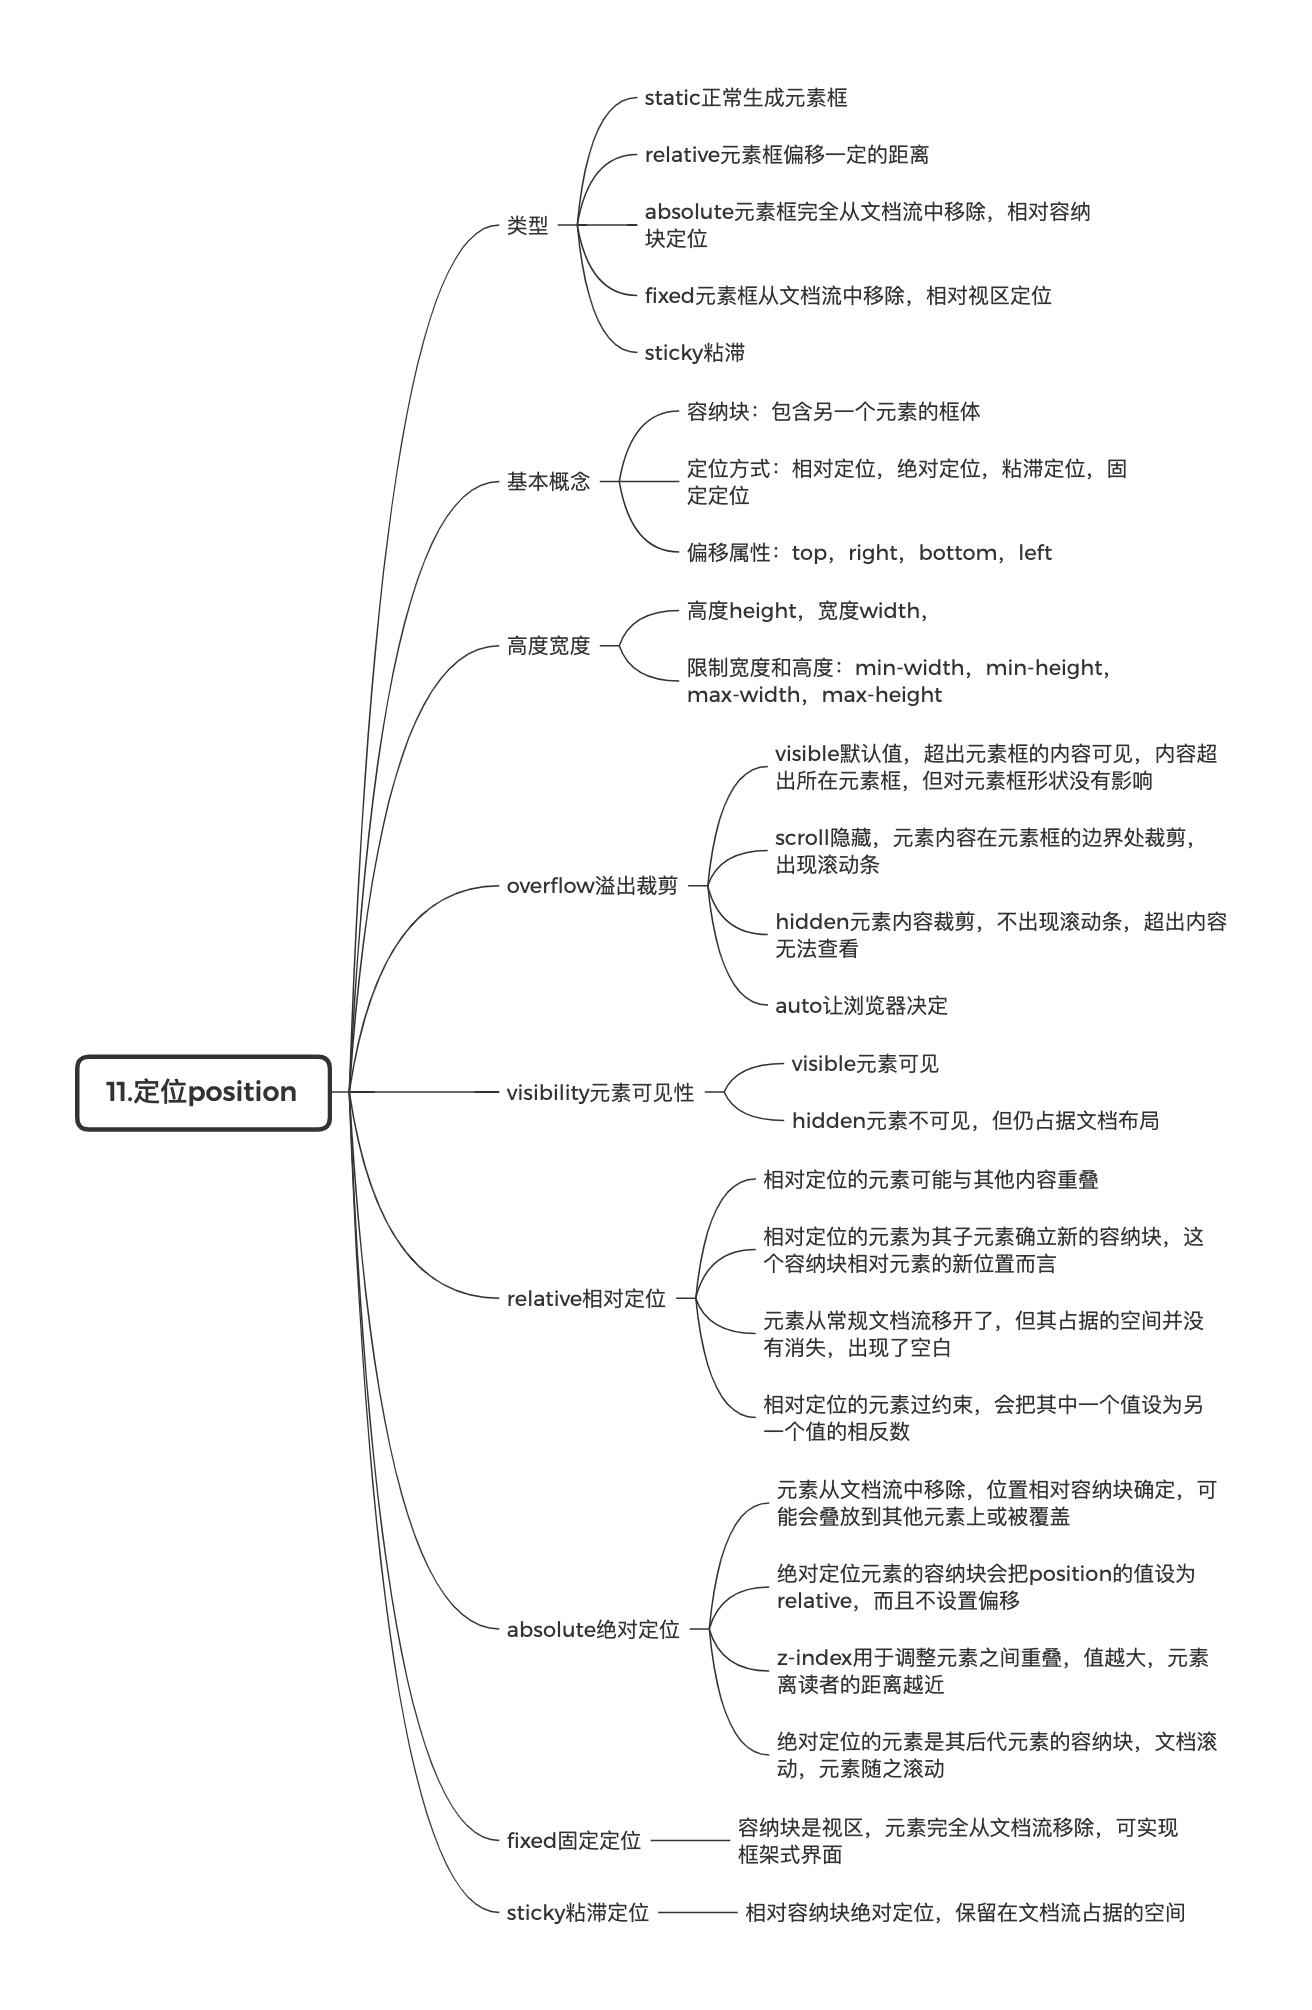 11.定位position
类型
static正常生成元素框
relative元素框偏移一定的距离
absolute元素框完全从文档流中移除，相对容纳
块定位
fixed元素框从文档流中移除，相对视区定位
sticky粘滞
基本概念
容纳块：包含另一个元素的框体
定位方式：相对定位，绝对定位，粘滞定位，固
定定位
偏移属性：top，right，bottom，left
高度宽度
高度height，宽度width，
限制宽度和高度：min-width，min-height，
max-width，max-height
overflow溢出裁剪
visible默认值，超出元素框的内容可见，内容超
出所在元素框，但对元素框形状没有影响
scroll隐藏，元素内容在元素框的边界处裁剪，
出现滚动条
hidden元素内容裁剪，不出现滚动条，超出内容
无法查看
auto让浏览器决定
visibility元素可见性
visible元素可见
hidden元素不可见，但仍占据文档布局
relative相对定位
相对定位的元素可能与其他内容重叠
相对定位的元素为其子元素确立新的容纳块，这
个容纳块相对元素的新位置而言
元素从常规文档流移开了，但其占据的空间并没
有消失，出现了空白
相对定位的元素过约束，会把其中一个值设为另
一个值的相反数
absolute绝对定位
元素从文档流中移除，位置相对容纳块确定，可
能会叠放到其他元素上或被覆盖
绝对定位元素的容纳块会把position的值设为
relative，而且不设置偏移
z-index用于调整元素之间重叠，值越大，元素
离读者的距离越近
绝对定位的元素是其后代元素的容纳块，文档滚
动，元素随之滚动
fixed固定定位
容纳块是视区，元素完全从文档流移除，可实现
框架式界面
sticky粘滞定位
相对容纳块绝对定位，保留在文档流占据的空间